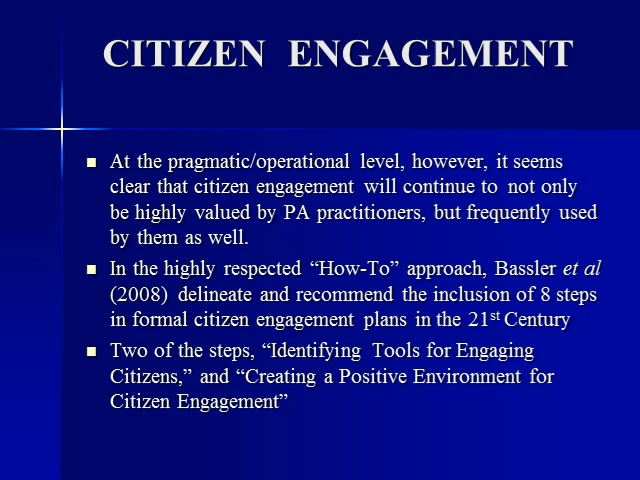 CITIZEN ENGAGEMENT
At the pragmatic/operational level, however, it seems
clear that citizen engagement will continue to not only
be highly valued by PA practitioners, but frequently used
by them as well.
In the highly respected “How-To” approach, Bassler et al
(2008) delineate and recommend the inclusion of 8 steps
in formal citizen engagement plans in the 21st Century
Two of the steps, “Identifying Tools for Engaging
Citizens,” and “Creating a Positive Environment for
Citizen Engagement”